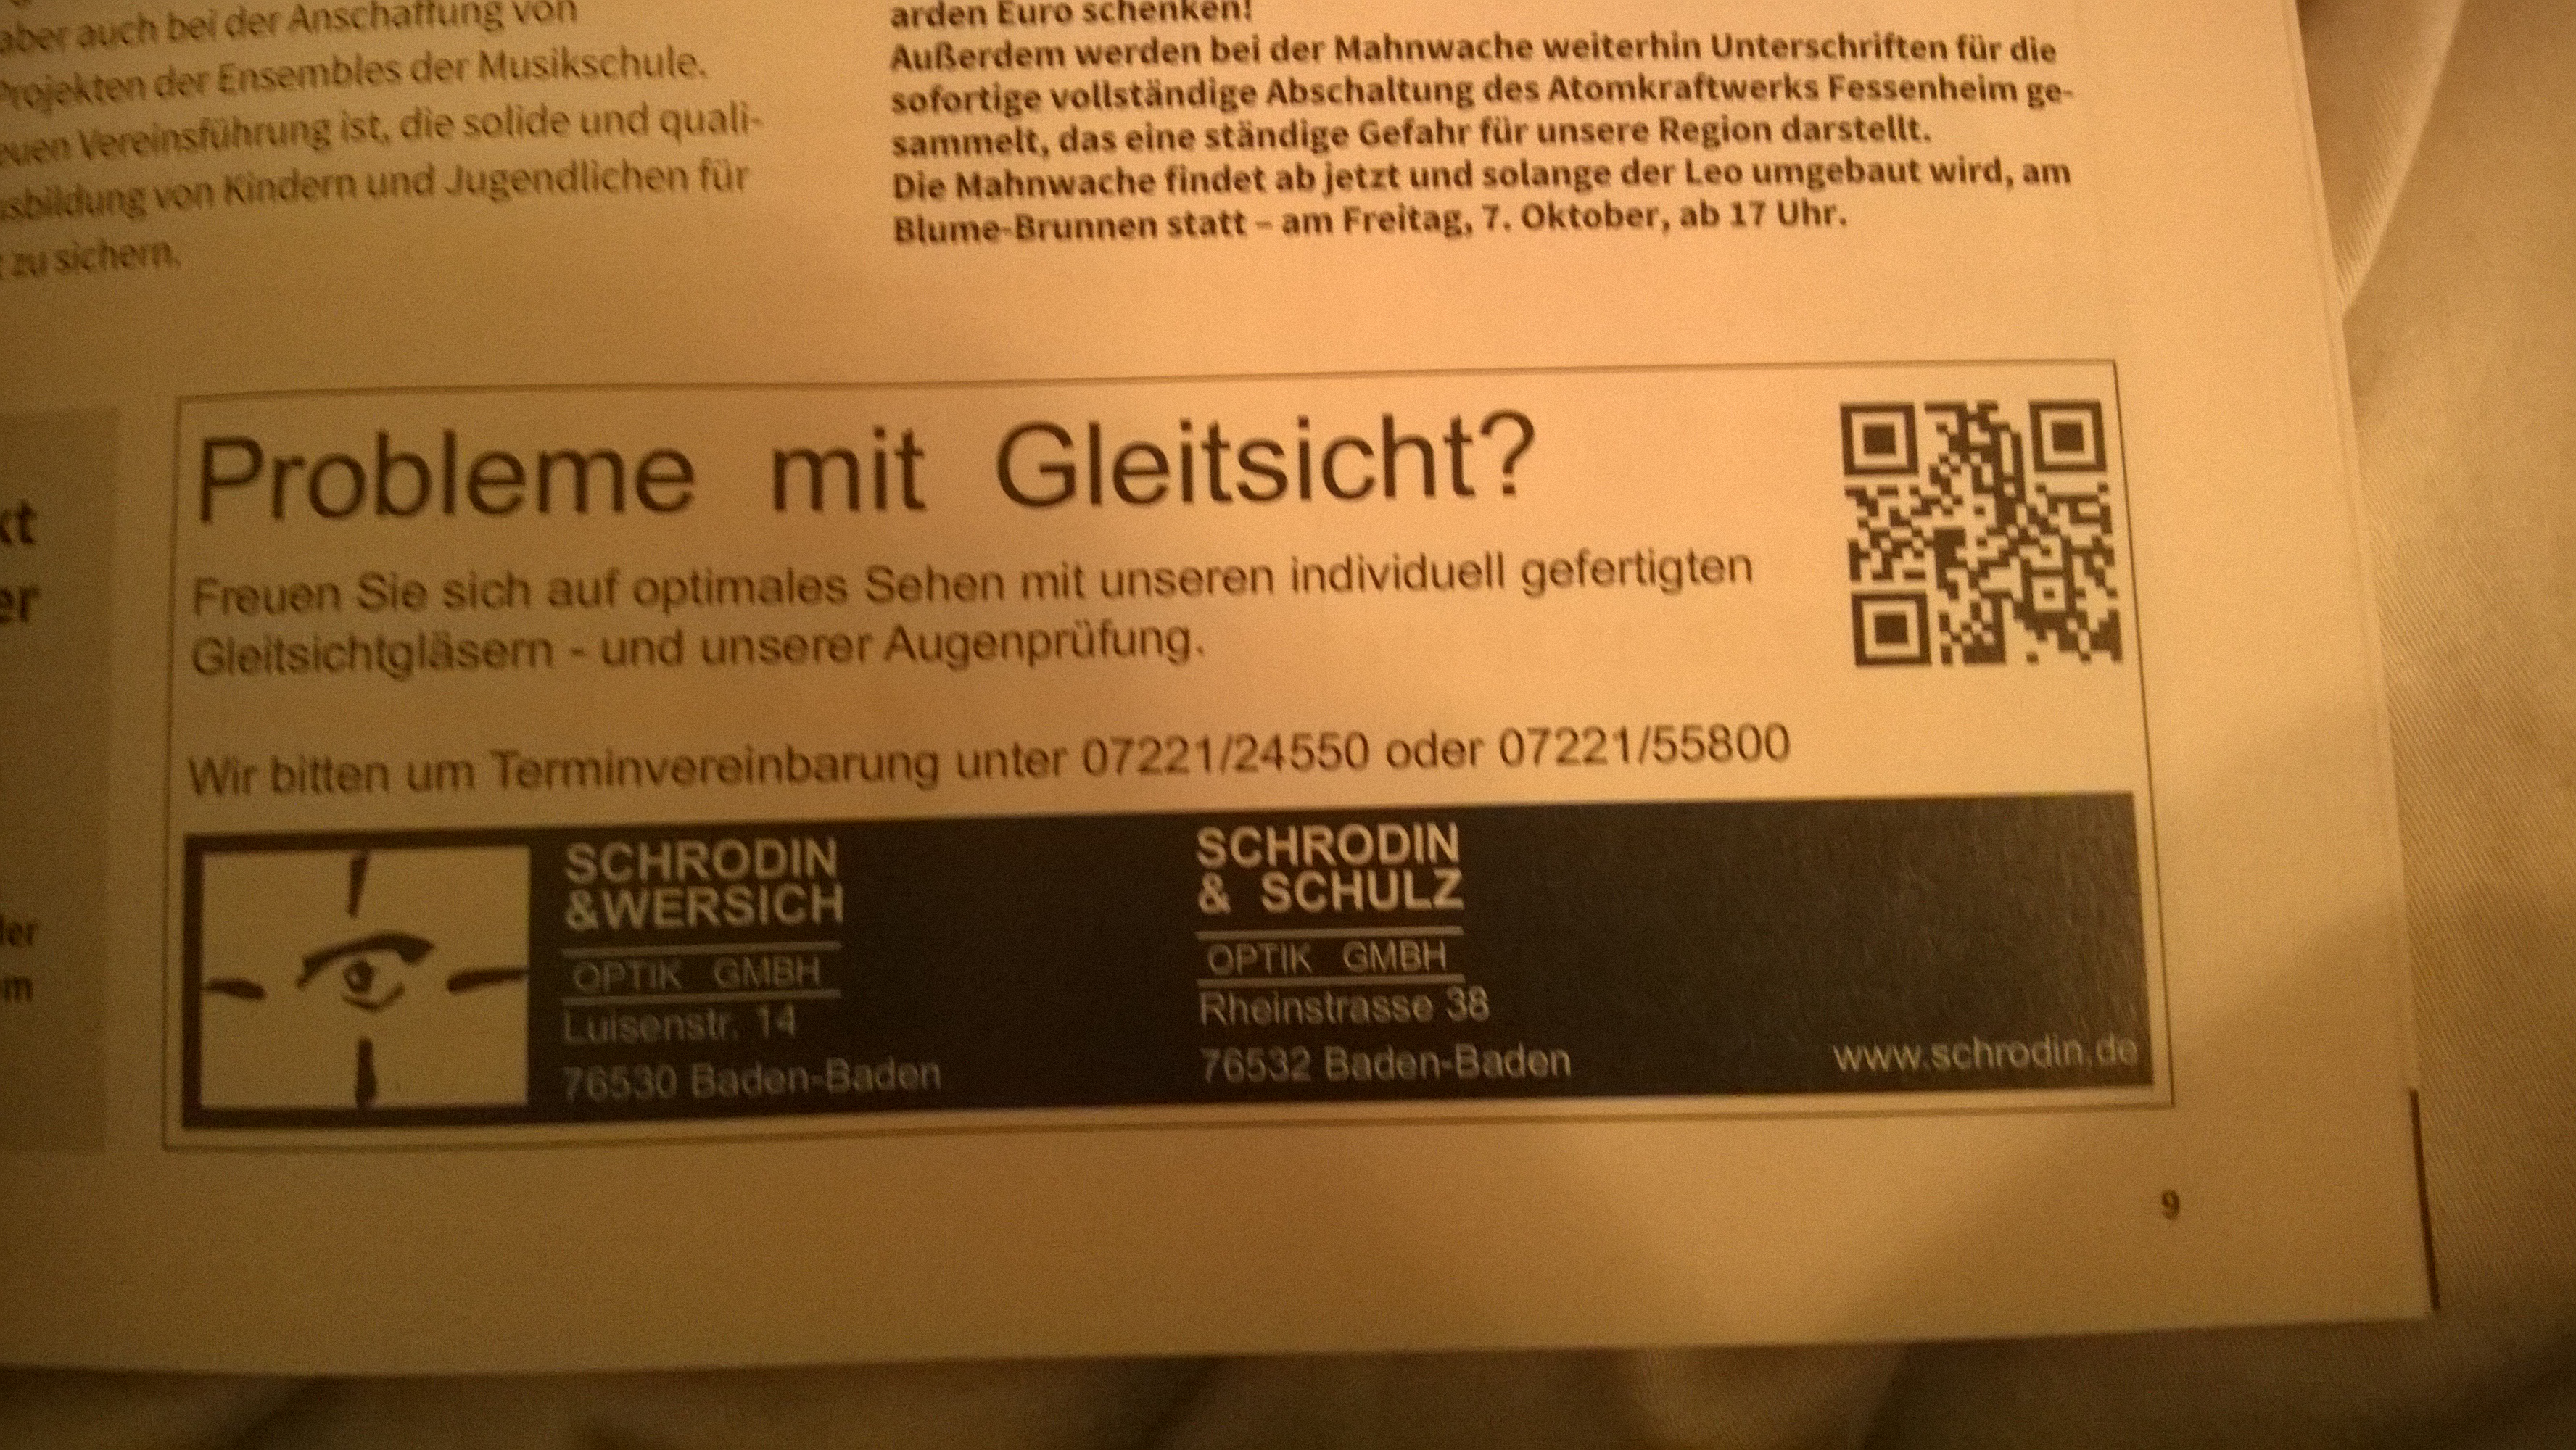 aber auch bei der Anschaffung von
Projekten der Ensembles der Musikschule.
euen Vereinsführung ist, die solide und quali-
usbildung von Kindern und Jugendlichen für
zu sichern.
arden Euro schenken!
Außerdem werden bei der Mahnwache weiterhin Unterschriften für die
sofortige vollständige Abschaltung des Atomkraftwerks Fessenheim ge-
sammelt, das eine ständige Gefahr für unsere Region darstellt.
Die Mahnwache findet ab jetzt und solange der Leo umgebaut wird, am
Blume-Brunnen statt – am Freitag, 7. Oktober, ab 17 Uhr.
kt
er
ler
m
Probleme mit Gleitsicht?
Freuen Sie sich auf optimales Sehen mit unseren individuell gefertigten
Gleitsichtgläsern - und unserer Augenprüfung.
Wir bitten um Terminvereinbarung unter 07221/24550 oder 07221/55800
SCHRODIN
&WERSICH
OPTIK GMBH
Luisenstr. 14
76530 Baden-Baden
SCHRODIN
& SCHULZ
OPTIK GMBH
Rheinstrasse 38
76532 Baden-Baden
www.schrodin.de
9